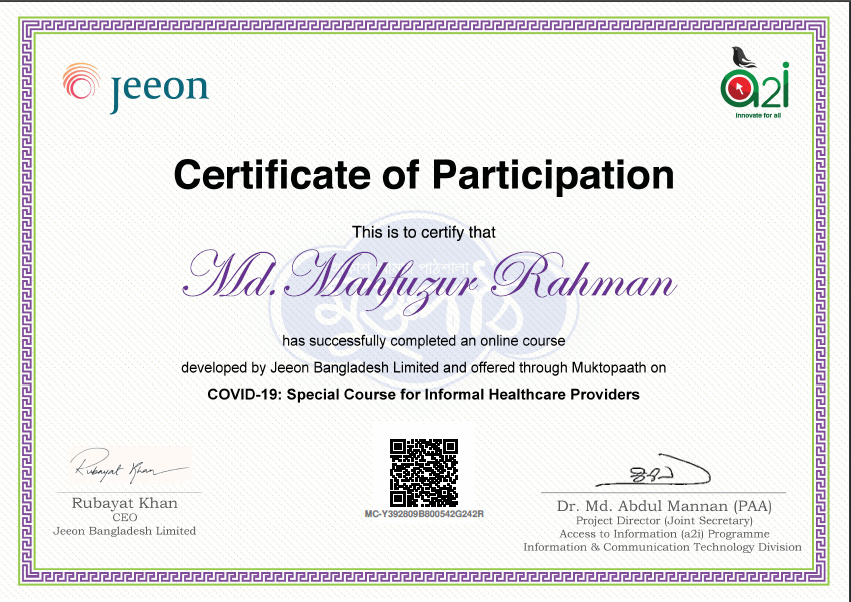 Jeeon
a2i
Innovate for all
Certificate of Participation
This is to certify that
Md. Mahfuzur Rahman
মুক্তপাঠ
has successfully completed an online course
developed by Jeeon Bangladesh Limited and offered through Muktopaath on
COVID-19: Special Course for Informal Healthcare Providers
Rubayat Khan
Rubayat Khan
CEO
Jeeon Bangladesh Limited
MC-Y392809B800542G242R
Dr. Md. Abdul Mannan (PAA)
Project Director (Joint Secretary)
Access to Information (a2i) Programme
Information & Communication Technology Division